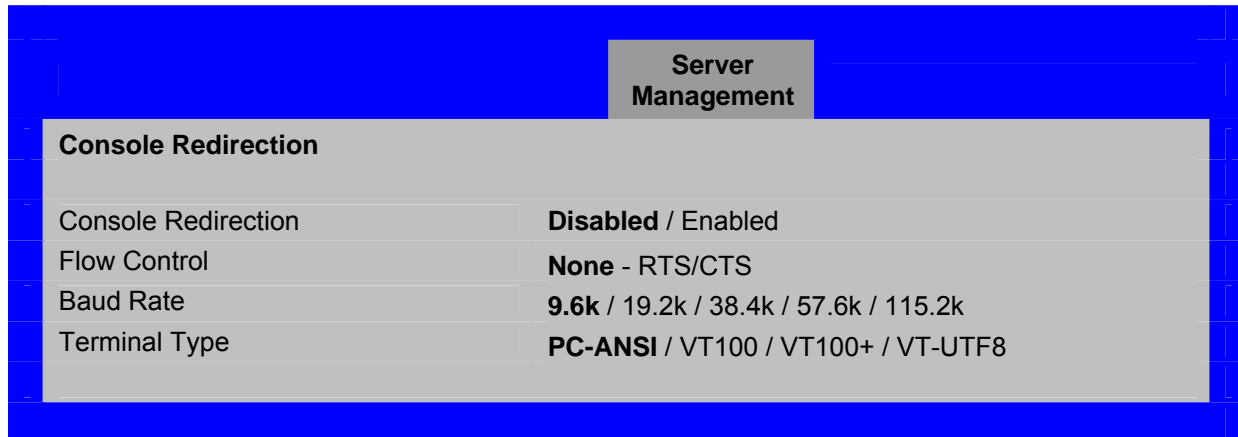 Server
Management
Console Redirection
Console Redirection Disabled / Enabled
Flow Control None - RTS/CTS
Baud Rate 9.6k / 19.2k / 38.4k / 57.6k / 115.2k
Terminal Type PC-ANSI / VT100 / VT100+ / VT-UTF8